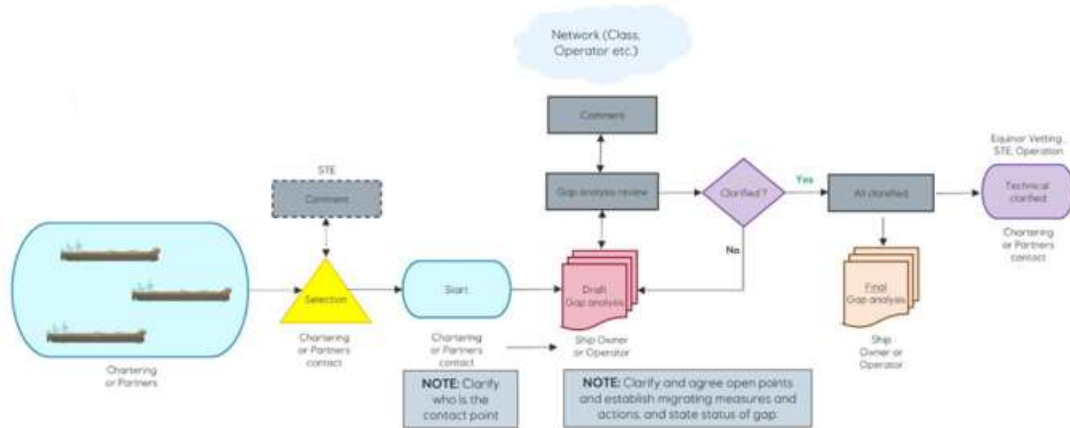 Network (Class,
Operator etc.)
Comment
Equinor Vetting,
STE, Operation
STE
Comment
Gap analysis review
Clarified?
Yes
All clarified
Technical
clarified
Chartering
or Partners
contact
No
Selection
Start
Draft
Gap analysis
Final
Gap analysis
Chartering
or Partners
Chartering
or Partners
contact
Chartering
or Partners
contact
Ship Owner
or Operator
Ship
Owner or
Operator
NOTE: Clarify
who is the
contact point
NOTE: Clarify and agree open points
and establish migrating measures and
actions, and state status of gap.